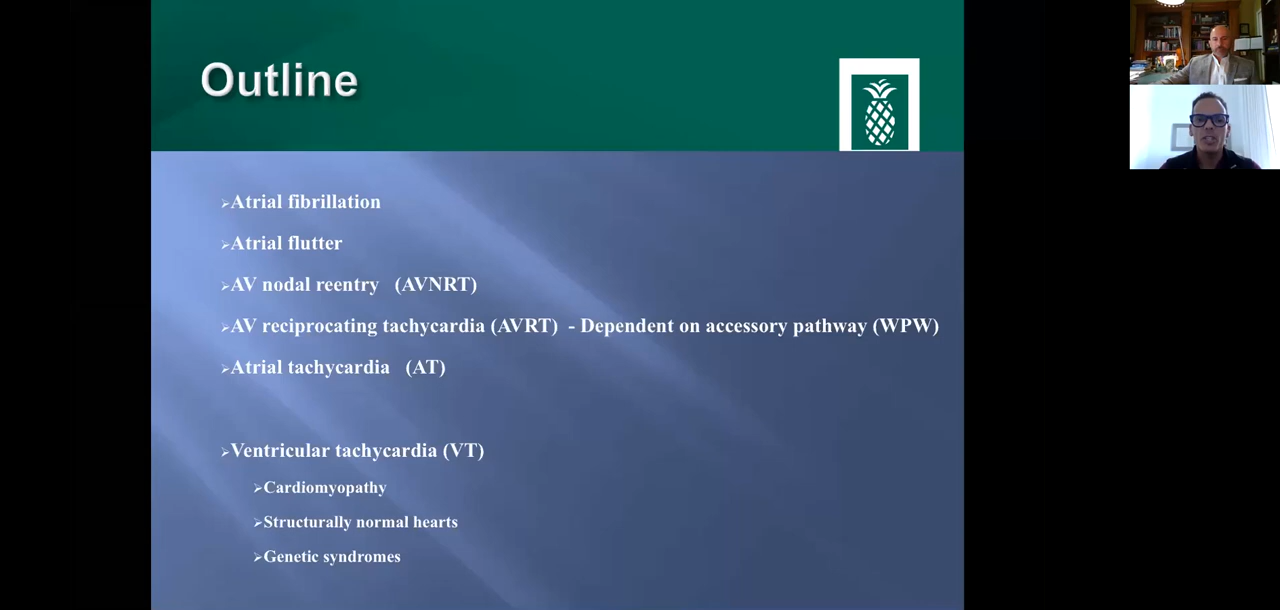 Outline
Atrial fibrillation
Atrial flutter
AV nodal reentry (AVNRT)
AV reciprocating tachycardia (AVRT) - Dependent on accessory pathway (WPW)
Atrial tachycardia (AT)
Ventricular tachycardia (VT)
Cardiomyopathy
Structurally normal hearts
Genetic syndromes